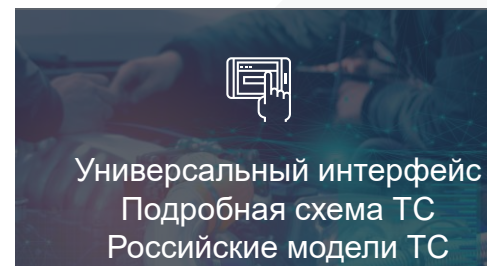 Универсальный интерфейс
Подробная схема ТС
Российские модели ТС